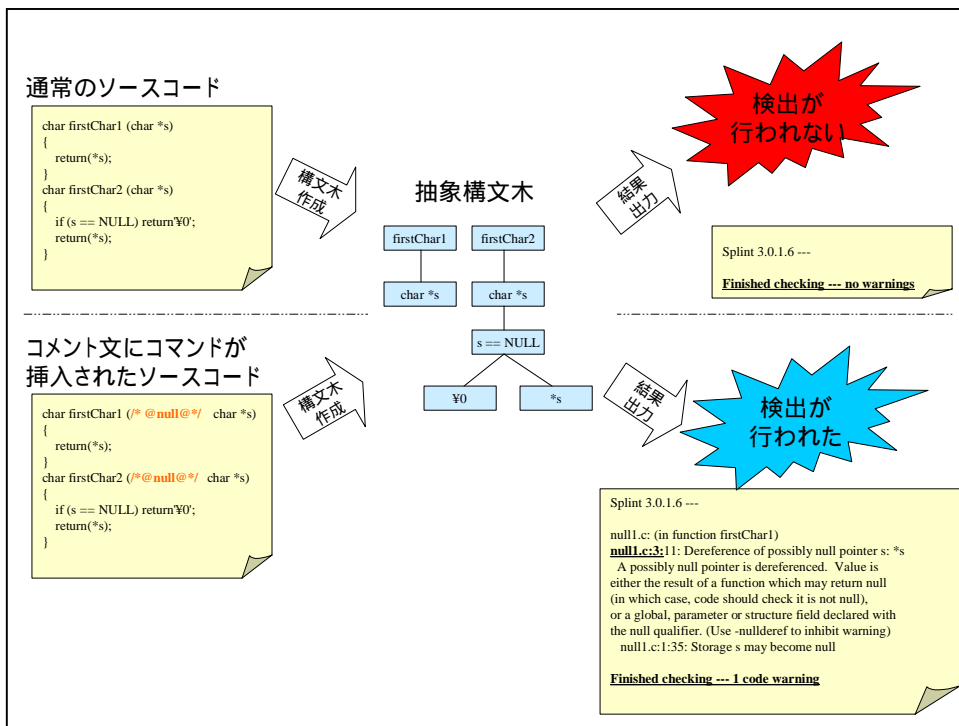 通常のソースコード
char firstChar1 (char *s)
{
return(*s);
}
char firstChar2 (char *s)
{
if (s == NULL) return'¥0';
return(*s);
}
構文木
作成
抽象構文木
firstChar1
firstChar2
char *s
char *s
s == NULL
¥0
*s
結果
出力
検出が
行われない
Splint 3.0.1.6 ---
Finished checking --- no warnings
コメント文にコマンドが
挿入されたソースコード
char firstChar1 (/* @null@*/ char *s)
{
return(*s);
}
char firstChar2 (/*@null@*/ char *s)
{
if (s == NULL) return'¥0';
return(*s);
}
構文木
作成
結果
出力
検出が
行われた
Splint 3.0.1.6 ---
null1.c: (in function firstChar1)
null1.c:3:11: Dereference of possibly null pointer s: *s
A possibly null pointer is dereferenced. Value is
either the result of a function which may return null
(in which case, code should check it is not null),
or a global, parameter or structure field declared with
the null qualifier. (Use -nullderef to inhibit warning)
null1.c:1:35: Storage s may become null
Finished checking --- 1 code warning